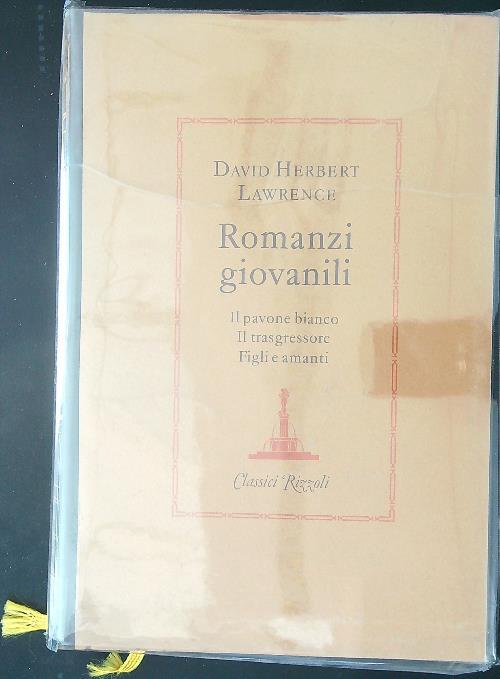 DAVID HERBERT
LAWRENCE
Romanzi
giovanili
Il pavone bianco
Il trasgressore
Figli e amanti
Classici Rizzoli